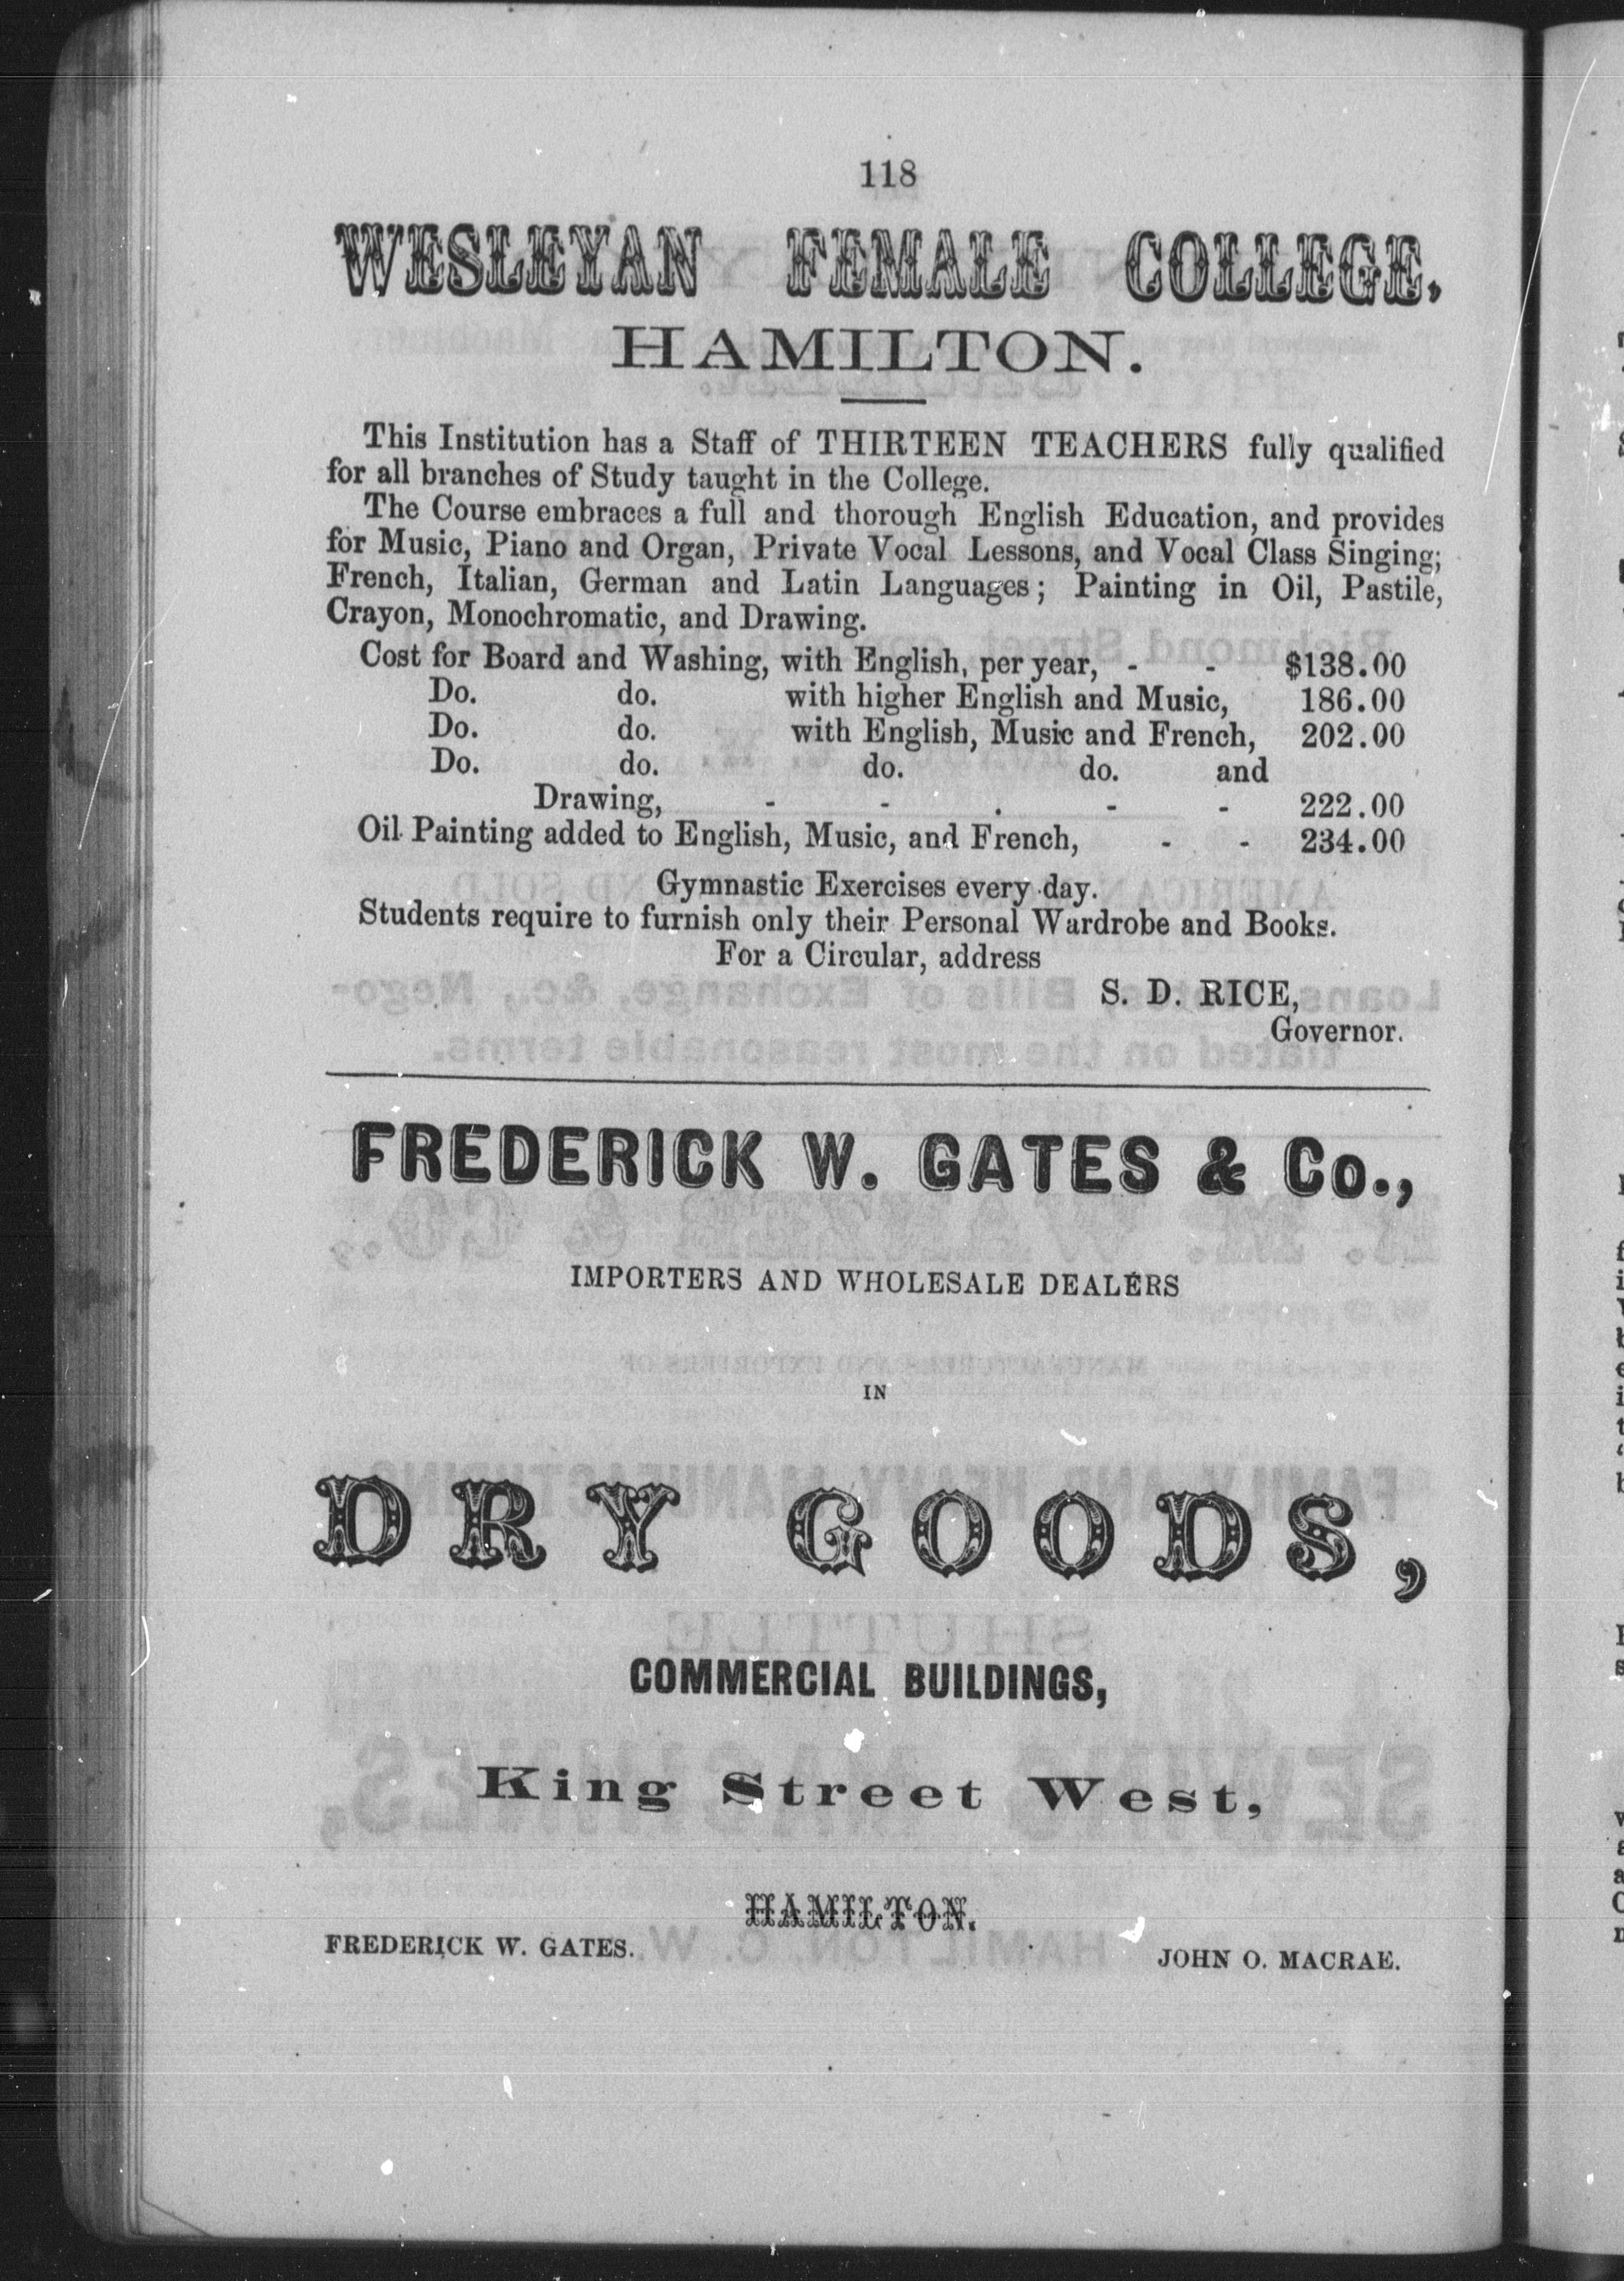 118
WESLEYAN FEMALE COLLEGE,
HAMILTON.
This Institution has a Staff of THIRTEEN TEACHERS fully qualified
for all branches of Study taught in the College.
The Course embraces a full and thorough English Education, and provides
for Music, Piano and Organ, Private Vocal Lessons, and Vocal Class Singing;
French, Italian, German and Latin Languages; Painting in Oil, Pastile,
Crayon, Monochromatic, and Drawing.
Cost for Board and Washing, with English, per year, - - $138.00
Do. do. with higher English and Music, 186.00
Do. do. with English, Music and French, 202.00
Do. do. do. do. and
Drawing, - - - - - 222.00
Oil Painting added to English, Music, and French, - - 234.00
Gymnastic Exercises every day.
Students require to furnish only their Personal Wardrobe and Books.
For a Circular, address
S. D. RICE,
Governor.
FREDERICK W. GATES & Co.,
IMPORTERS AND WHOLESALE DEALERS
IN
DRY GOODS,
COMMERCIAL BUILDINGS,
King Street West,
HAMILTON.
FREDERICK W. GATES. JOHN O. MACRAE.